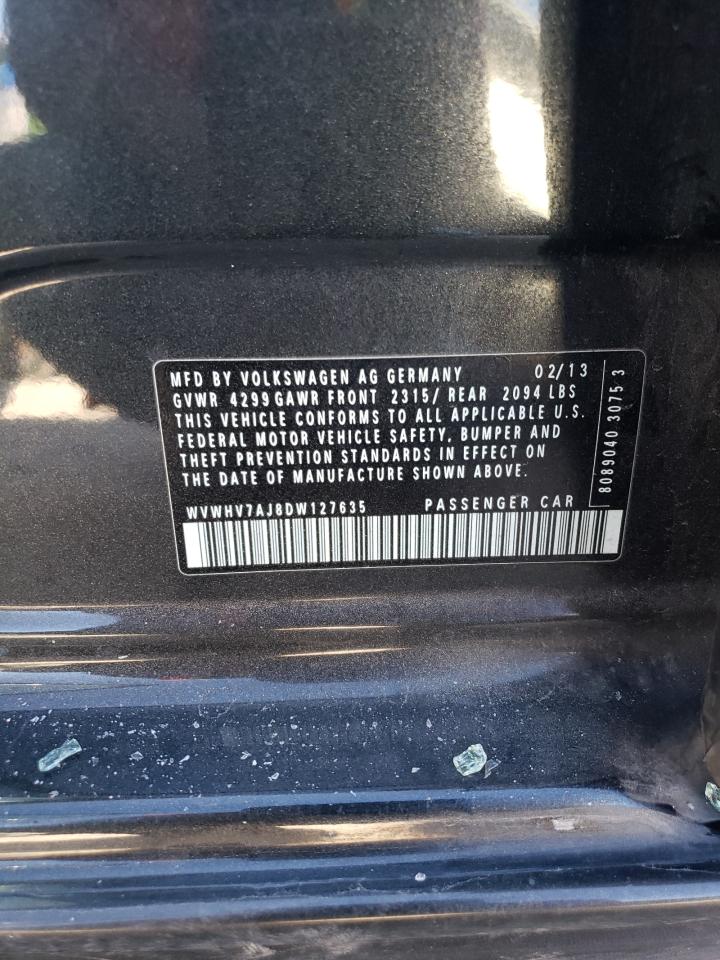 MFD BY VOLKSWAGEN AG GERMANY 02/13
GVWR 4299 GAWR FRONT 2315/ REAR 2094 LBS
THIS VEHICLE CONFORMS TO ALL APPLICABLE U.S.
FEDERAL MOTOR VEHICLE SAFETY, BUMPER AND
THEFT PREVENTION STANDARDS IN EFFECT ON
THE DATE OF MANUFACTURE SHOWN ABOVE.
WVWHV7AJ8DW127635 PASSENGER CAR
8089040 3075 3